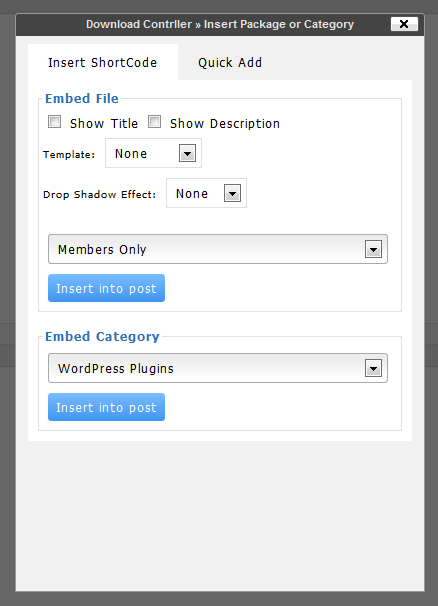 Download Contrller » Insert Package or Category
Insert ShortCode Quick Add
Embed File
Show Title Show Description
Template: None
Drop Shadow Effect: None
Members Only
Insert into post
Embed Category
WordPress Plugins
Insert into post